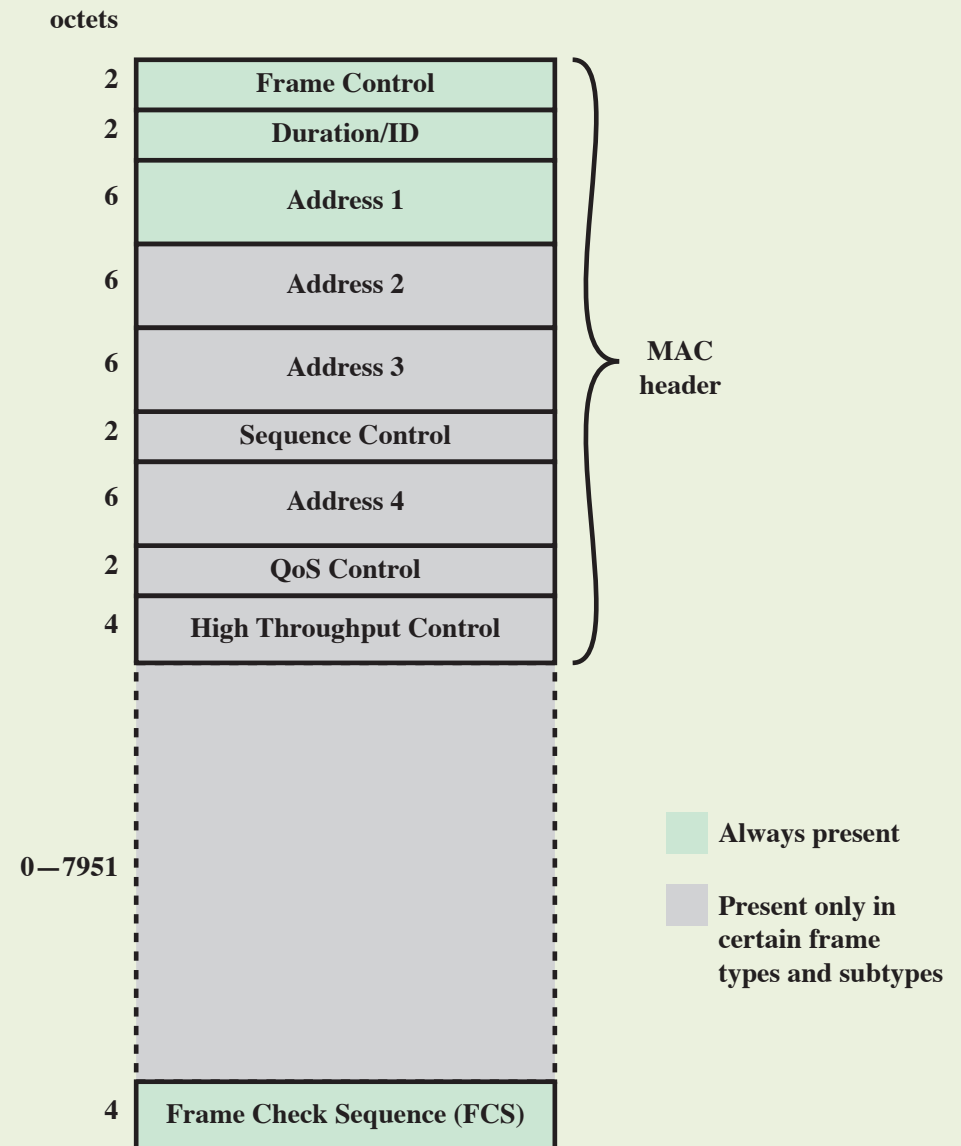 octets
2 Frame Control
2 Duration/ID
6 Address 1
6 Address 2
6 Address 3
2 Sequence Control
6 Address 4
2 QoS Control
4 High Throughput Control
MAC
header
0—7951
Always present
Present only in
certain frame
types and subtypes
4 Frame Check Sequence (FCS)